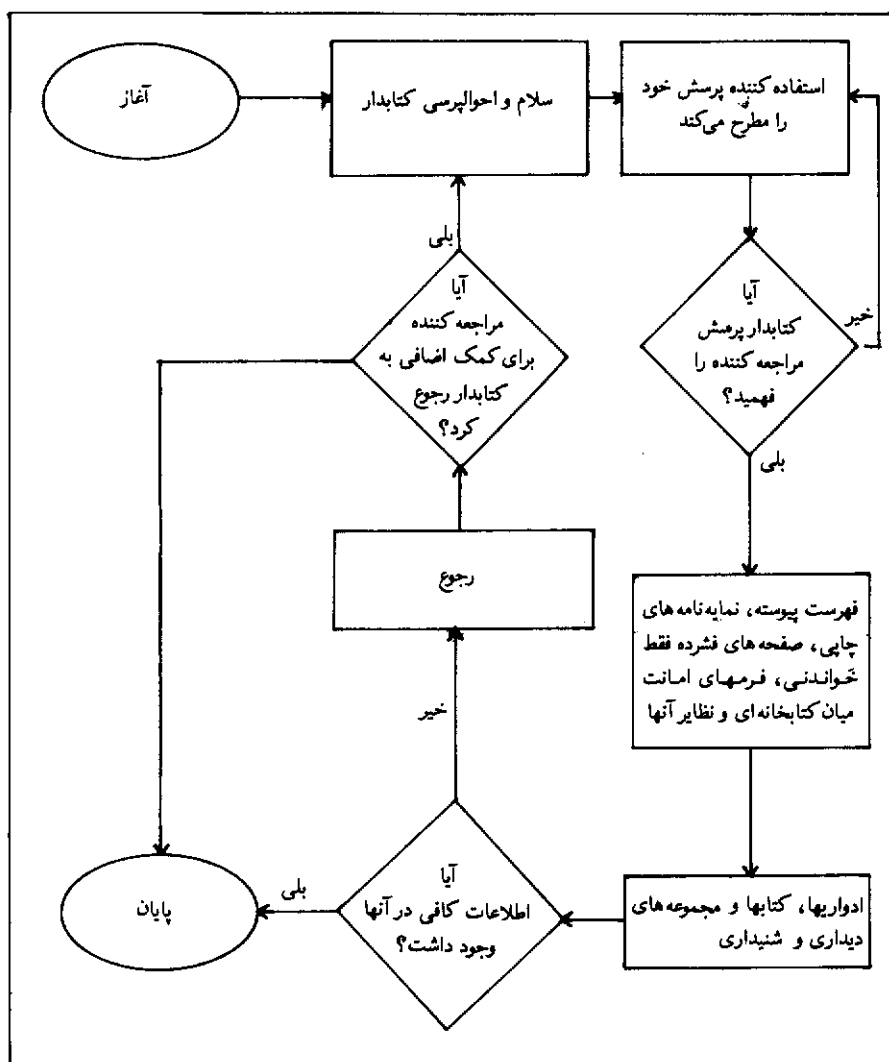 آغاز
سلام و احوالپرسی کتابدار
استفاده کننده پرسش خود
را مطرح می‌کند
آیا
کتابدار پرسش
مراجعه کننده را
فهمید؟
خیر
بلی
فهرست پیوسته، نمایه‌نامه‌های
چاپی، صفحه‌های فشرده فقط
خواندنی، فرمهای امانت
میان کتابخانه‌ای و نظایر آنها
ادواریها، کتابها و مجموعه‌های
دیداری و شنیداری
آیا
اطلاعات کافی در آنها
وجود داشت؟
بلی
پایان
خیر
رجوع
آیا
مراجعه کننده
برای کمک اضافی به
کتابدار رجوع
کرد؟
بلی